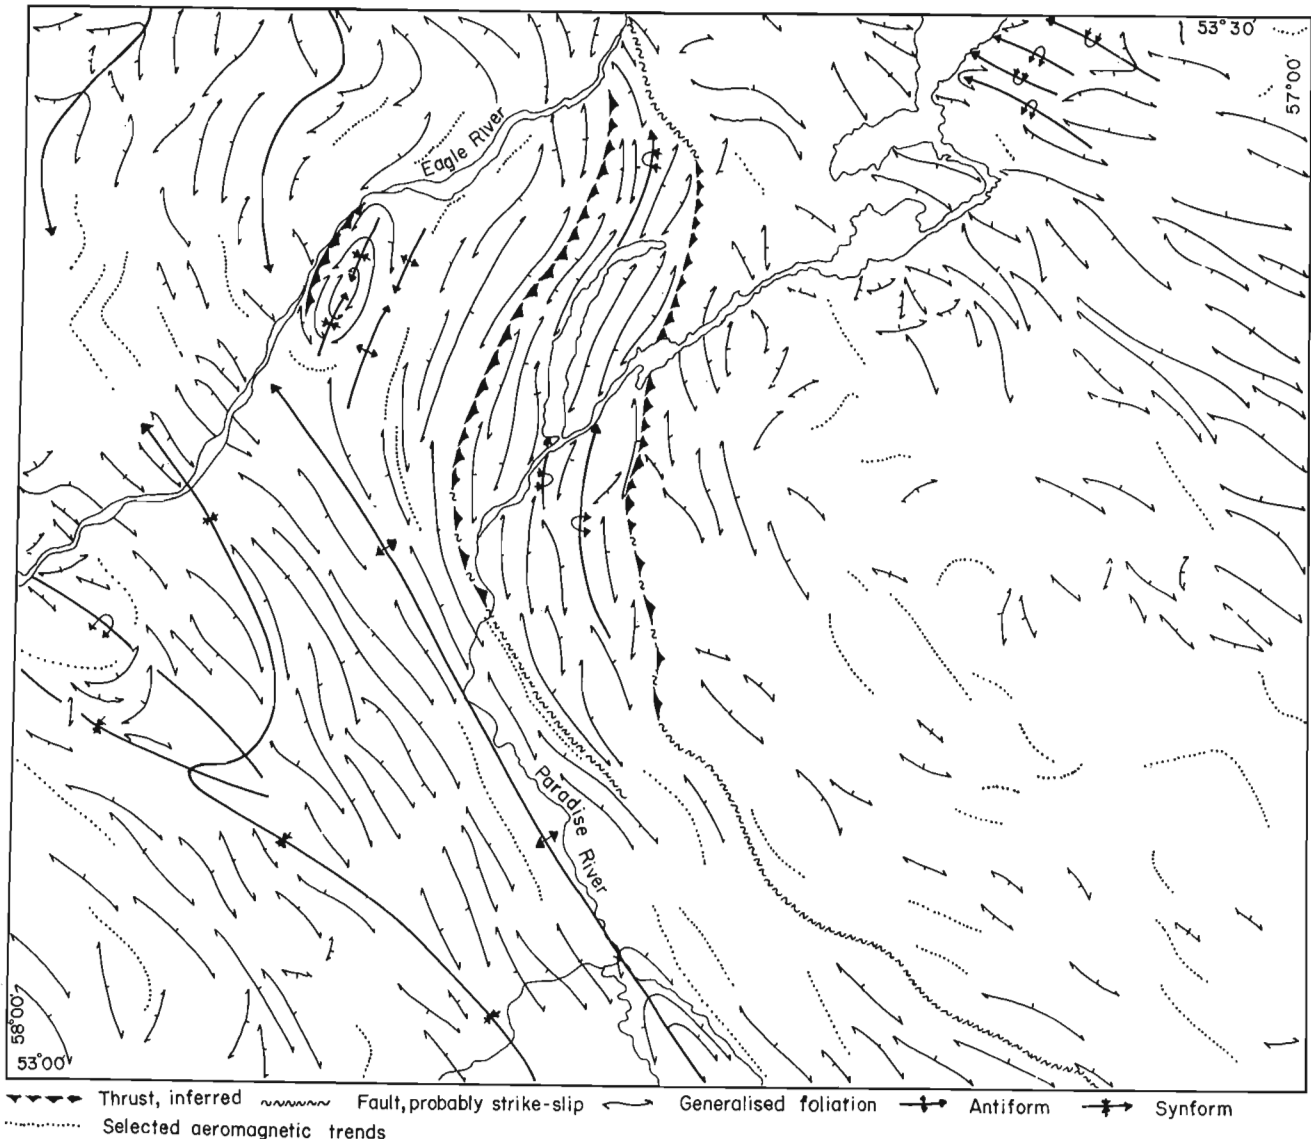 53°30'
57°00'
Eagle River
Paradise River
58°00'
53°00'
Thrust, inferred
Fault, probably strike-slip
Generalised foliation
Antiform
Synform
Selected aeromagnetic trends